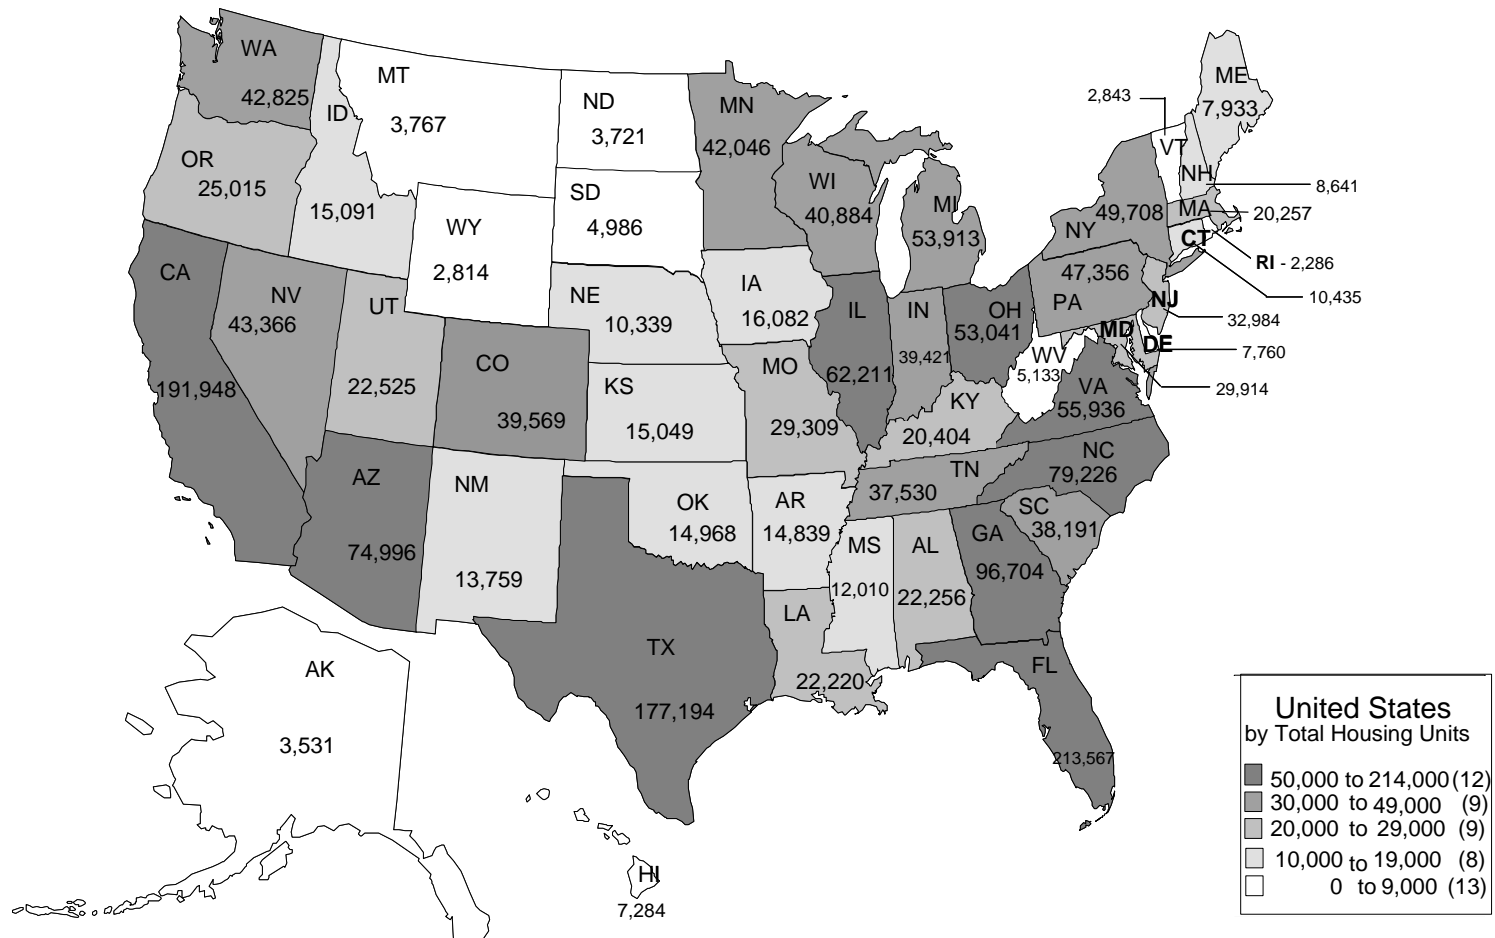 WA
42,825
MT
3,767
ID
15,091
ND
3,721
MN
42,046
OR
25,015
SD
4,986
WY
2,814
WI
40,884
MI
53,913
ME
7,933
2,843
VT
NH
8,641
MA
20,257
49,708
NY
CT
RI - 2,286
10,435
CA
191,948
NV
43,366
UT
22,525
CO
39,569
NE
10,339
IA
16,082
IL
62,211
IN
39,421
OH
53,041
47,356
PA
NJ
32,984
MD
DE
7,760
29,914
WV
5,133
VA
55,936
KS
15,049
MO
29,309
KY
20,404
NC
79,226
TN
37,530
SC
38,191
AZ
74,996
NM
13,759
OK
14,968
AR
14,839
MS
12,010
AL
22,256
GA
96,704
LA
22,220
TX
177,194
FL
213,567
AK
3,531
HI
7,284
United States
by Total Housing Units
50,000 to 214,000 (12)
30,000 to 49,000 (9)
20,000 to 29,000 (9)
10,000 to 19,000 (8)
0 to 9,000 (13)